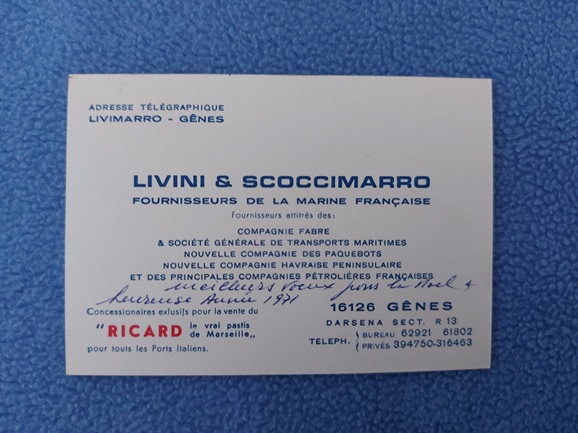 ADRESSE TÉLÉGRAPHIQUE
LIVIMARRO - GÊNES
LIVINI & SCOCCIMARRO
FOURNISSEURS DE LA MARINE FRANÇAISE
Fournisseurs attitrés des:
COMPAGNIE FABRE
& SOCIÉTÉ GÉNERALE DE TRANSPORTS MARITIMES
NOUVELLE COMPAGNIE DES PAQUEBOTS
NOUVELLE COMPAGNIE HAVRAISE PENINSULAIRE
ET DES PRINCIPALES COMPAGNIES PÉTROLIÈRES FRANÇAISES
meilleurs voeux pour le Noel &
heureuse Année 1971
Concessionaires exlusifs pour la vente du
"RICARD le vrai pastis
de Marseille„
pour touts les Ports Italiens.
16126 GÊNES
DARSENA SECT. R 13
TELEPH. { BUREAU 62921 61802
PRIVÉS 394750-316463